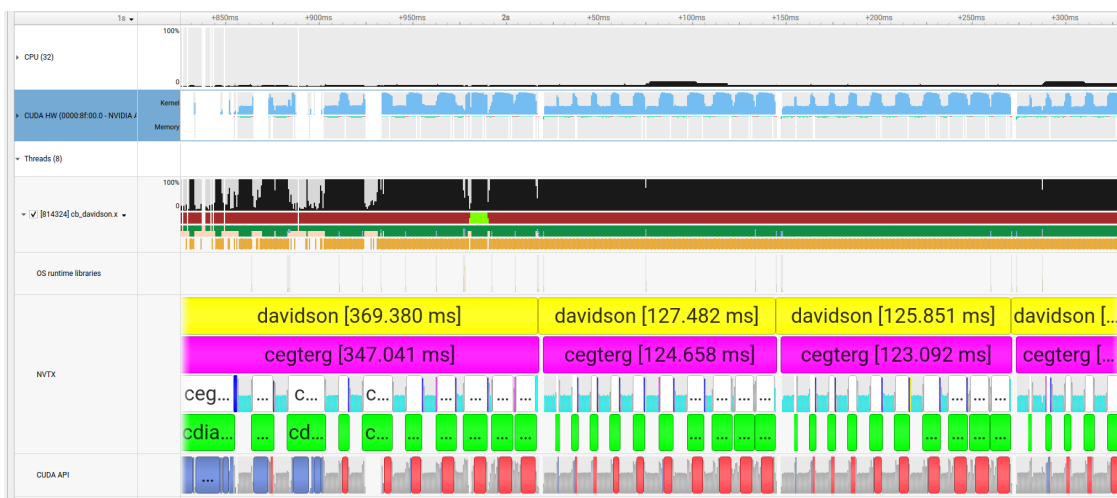 1s +850ms +900ms +950ms 2s +50ms +100ms +150ms +200ms +250ms +300ms
100%
CPU (32)
0
Kernel
CUDA HW (0000:8f:00.0 - NVIDIA A
Memory
Threads (8)
100%
0
[814324] cb_davidson.x
OS runtime libraries
davidson [369.380 ms] davidson [127.482 ms] davidson [125.851 ms] davidson [...
cegterg [347.041 ms] cegterg [124.658 ms] cegterg [123.092 ms] cegterg [...
NVTX
ceg... ... c... c... ... ... ... ... ... ... ... ... ... ... ...
cdia... ... cd... c... ... ... ... ... ... ... ... ... ... ... ... ... ...
CUDA API
...